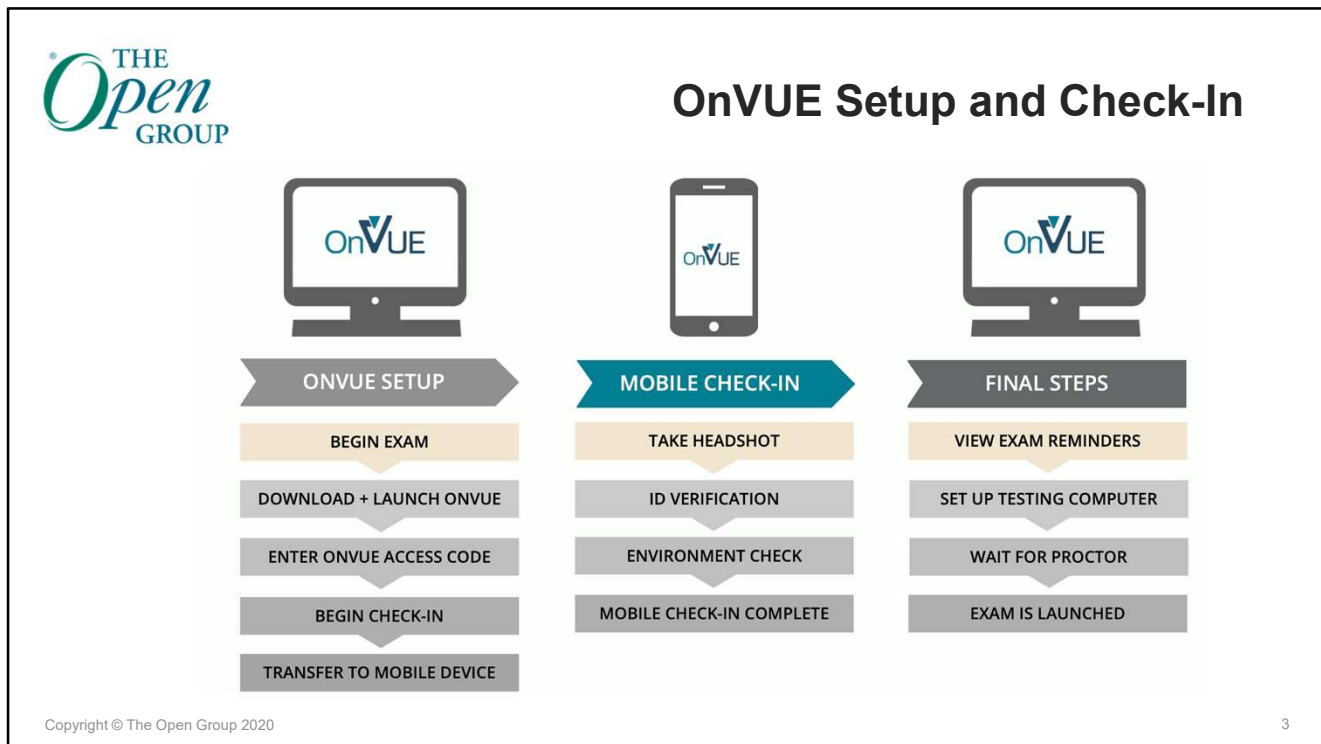 ® THE
Open
GROUP
OnVUE Setup and Check-In
OnVUE
OnVUE
OnVUE
ONVUE SETUP
BEGIN EXAM
DOWNLOAD + LAUNCH ONVUE
ENTER ONVUE ACCESS CODE
BEGIN CHECK-IN
TRANSFER TO MOBILE DEVICE
MOBILE CHECK-IN
TAKE HEADSHOT
ID VERIFICATION
ENVIRONMENT CHECK
MOBILE CHECK-IN COMPLETE
FINAL STEPS
VIEW EXAM REMINDERS
SET UP TESTING COMPUTER
WAIT FOR PROCTOR
EXAM IS LAUNCHED
Copyright © The Open Group 2020
3